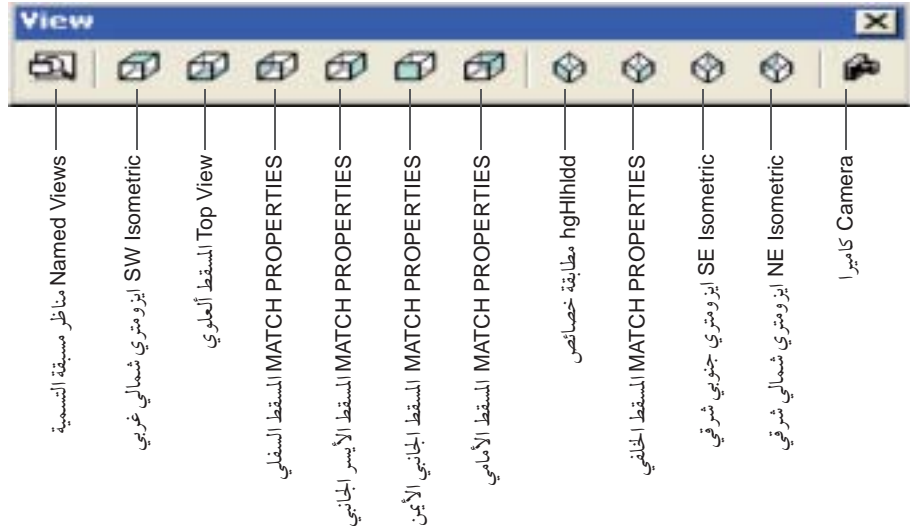 View
Named Views مناظر مسبقة التسمية
SW Isometric ايزومتري شمالي غربي
Top View المسقط ألعلوي
MATCH PROPERTIES المسقط السفلي
MATCH PROPERTIES المسقط الأيسر الجانبي
MATCH PROPERTIES المسقط الجانبي الأيمن
MATCH PROPERTIES المسقط الأمامي
hgHlhldd مطابقة خصائص
MATCH PROPERTIES المسقط الخلفي
SE Isometric ايزومتري جنوبي شرقي
NE Isometric ايزومتري شمالي شرقي
Camera كاميرا